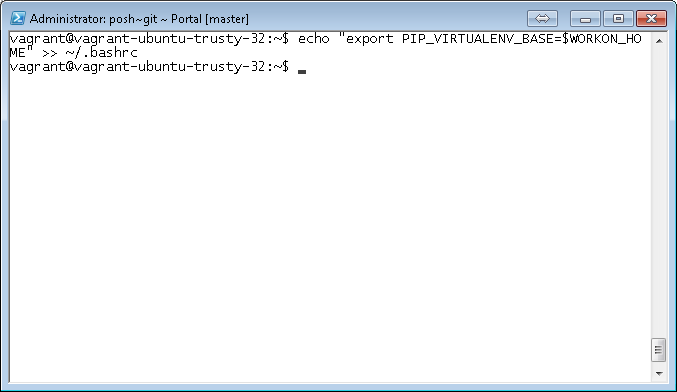 Administrator: posh~git ~ Portal [master]
vagrant@vagrant-ubuntu-trusty-32:~$ echo "export PIP_VIRTUALENV_BASE=$WORKON_HO
ME" >> ~/.bashrc
vagrant@vagrant-ubuntu-trusty-32:~$